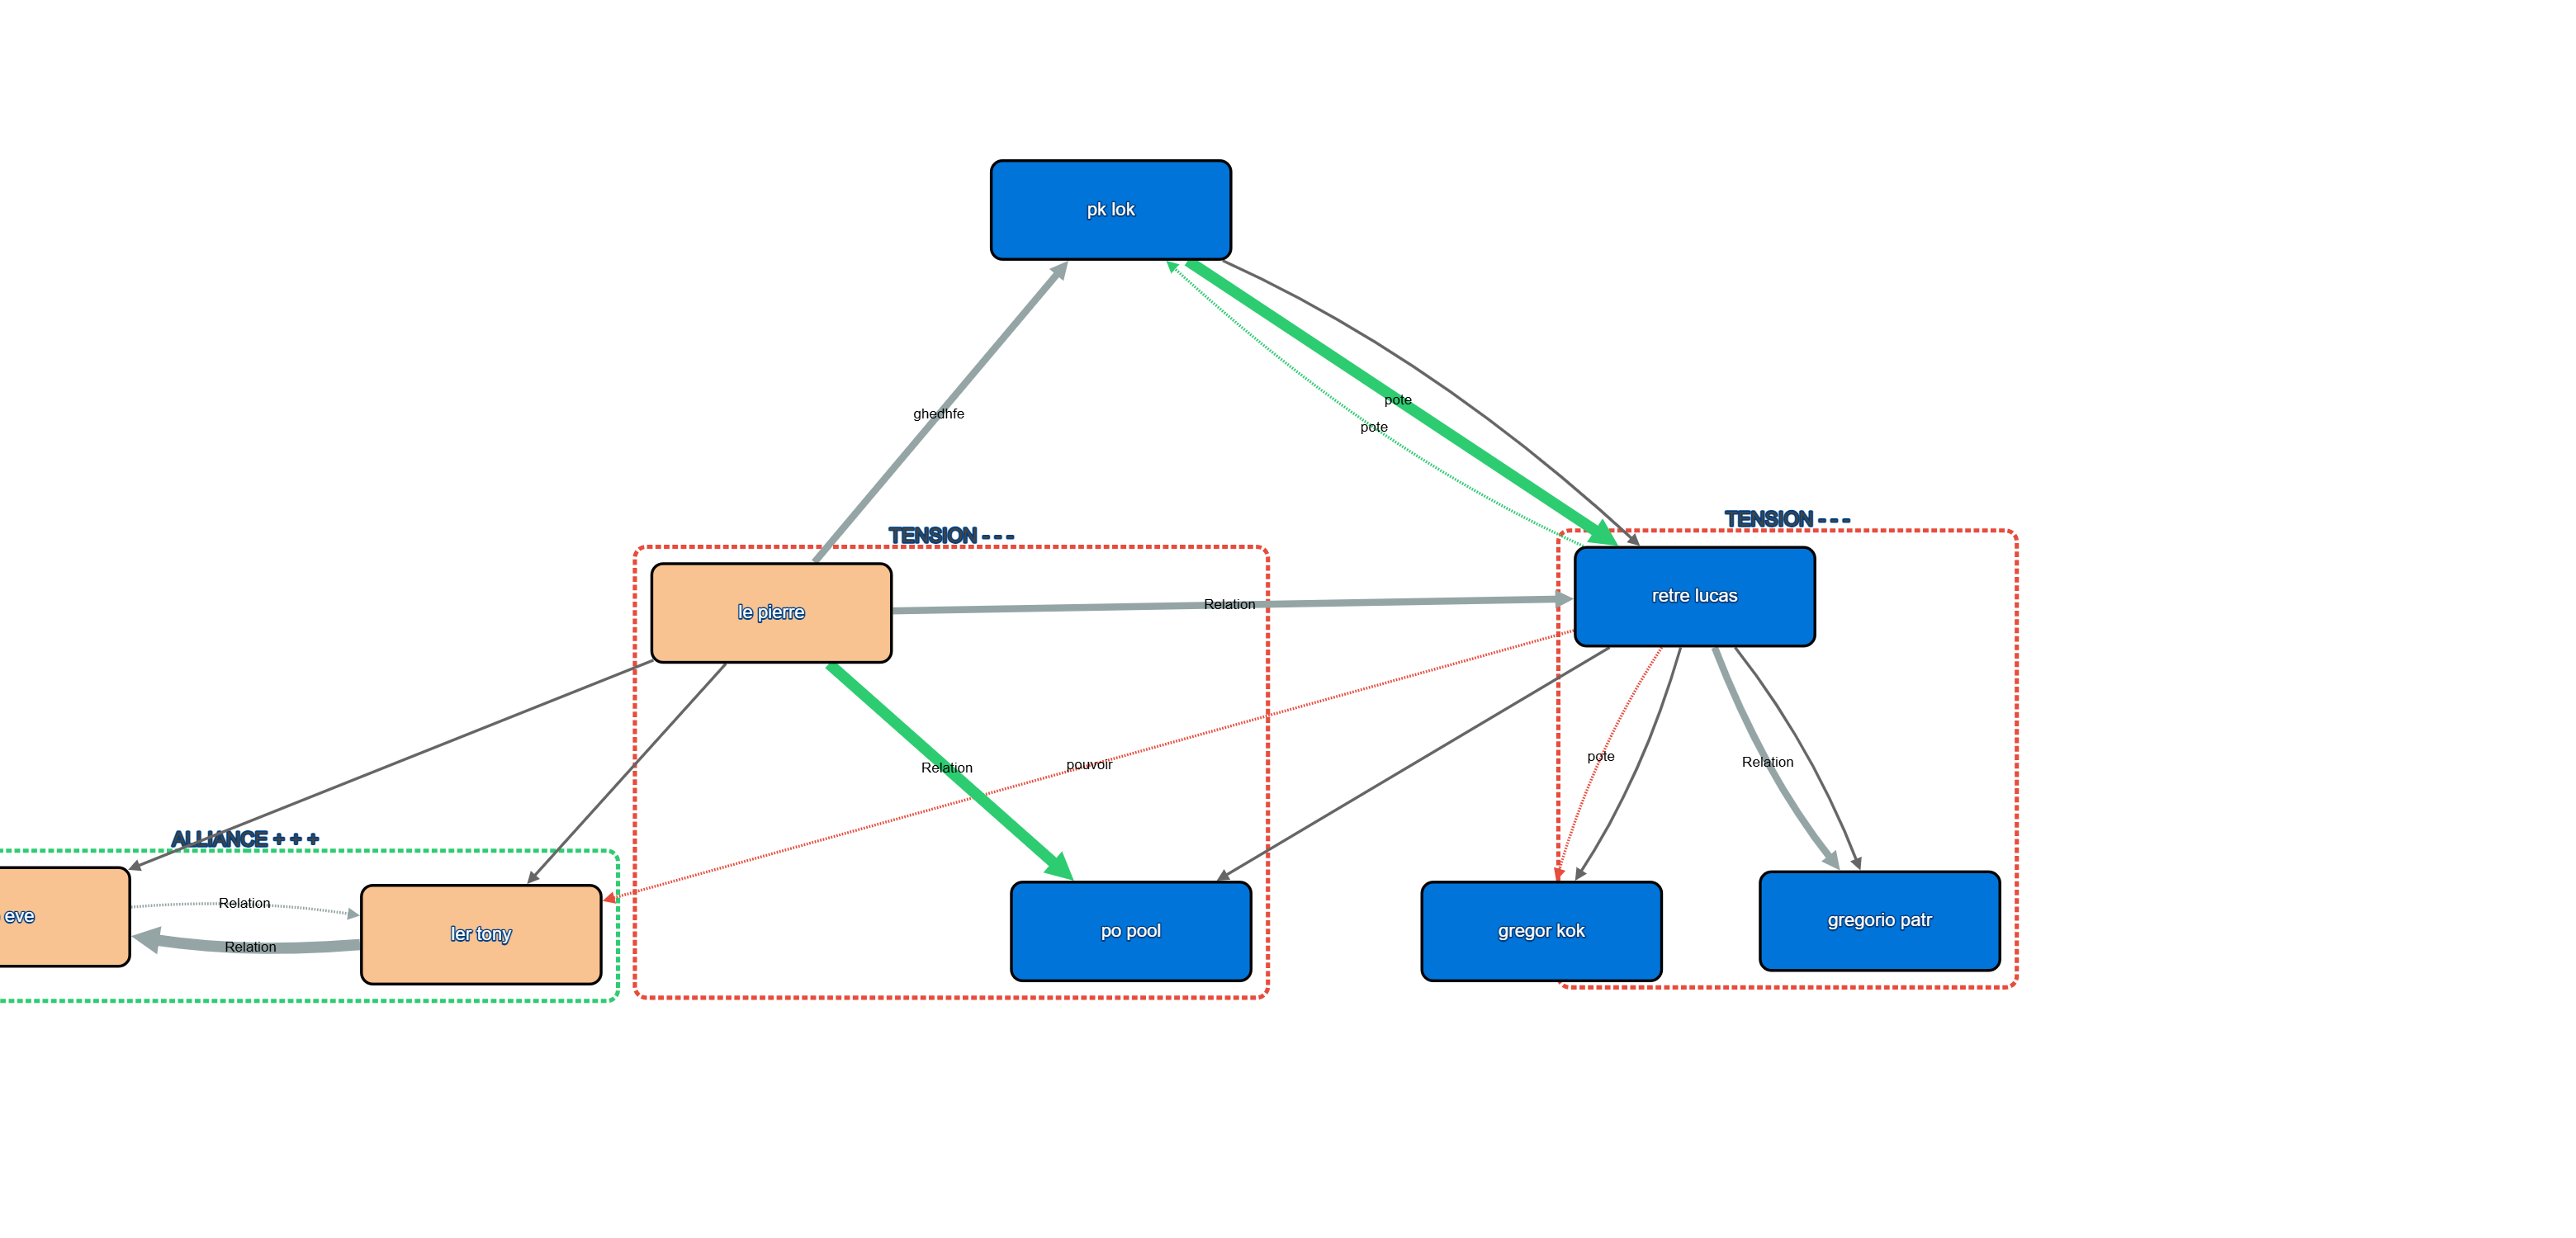 pk lok
ghedhfe
pote
pote
TENSION - - -
TENSION - - -
le pierre
Relation
retre lucas
Relation
pouvoir
pote
Relation
ALLIANCE + + +
eve
Relation
Relation
ler tony
po pool
gregor kok
gregorio patr